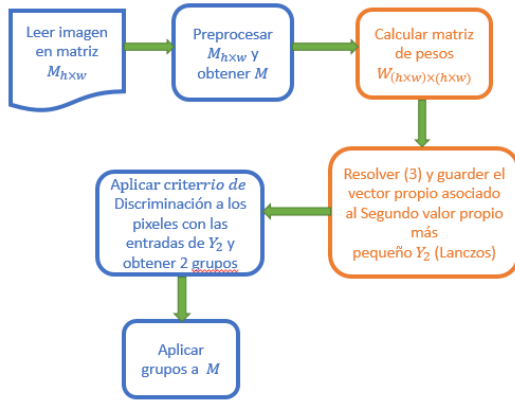 Leer imagen
en matriz
M_{h×w}
Preprocesar
M_{h×w} y
obtener M
Calcular matriz
de pesos
W_{(h×w)×(h×w)}
Resolver (3) y guarder el
vector propio asociado
al Segundo valor propio
más
pequeño Y_2 (Lanczos)
Aplicar criterrio de
Discriminación a los
pixeles con las
entradas de Y_2 y
obtener 2 grupos
Aplicar
grupos a M